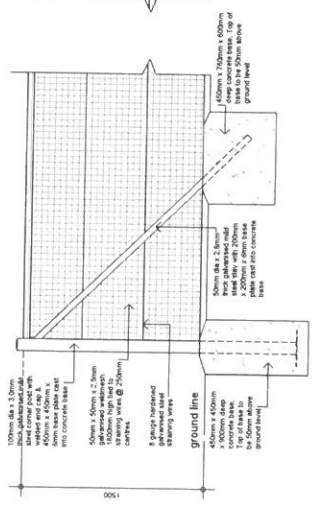 100mm dia x 3.0mm
thick galvanised mild
steel corner post with
welded end cap &
450mm x 450mm x
6mm base plate cast
into concrete base
50mm x 50mm x 2.5mm
galvanised weldmesh
1800mm high tied to
straining wires @ 250mm
centres
8 gauge hardened
galvanised steel
straining wires
ground line
450mm x 450mm
x 900mm deep
concrete base.
Top of base to
be 50mm above
ground level
50mm dia x 2.6mm
thick galvanised mild
steel stay with 200mm
x 200mm x 6mm base
plate cast into concrete
base
450mm x 760mm x 600mm
deep concrete base. Top of
base to be 50mm above
ground level
1500